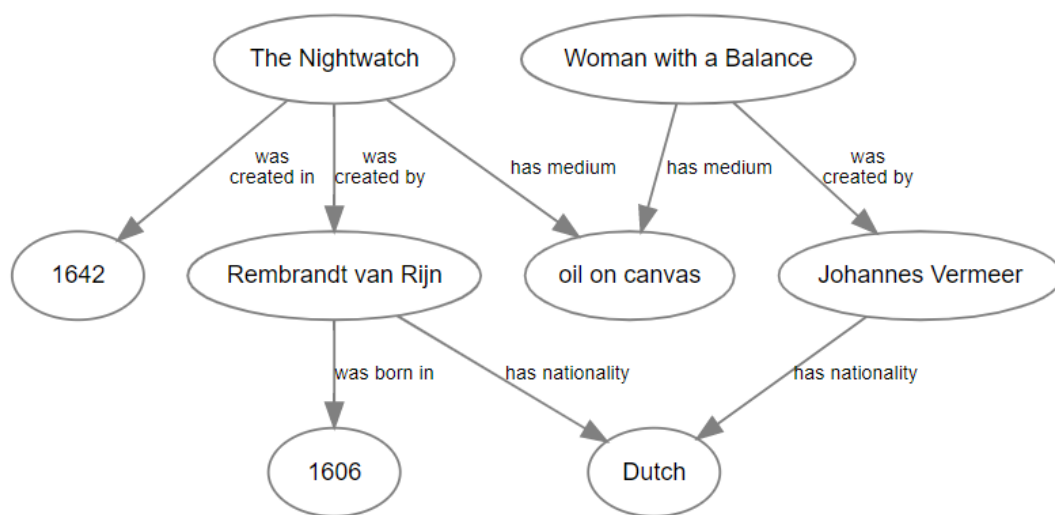 The Nightwatch
Woman with a Balance
was
created in
was
created by
has medium
has medium
was
created by
1642
Rembrandt van Rijn
oil on canvas
Johannes Vermeer
was born in
has nationality
has nationality
1606
Dutch